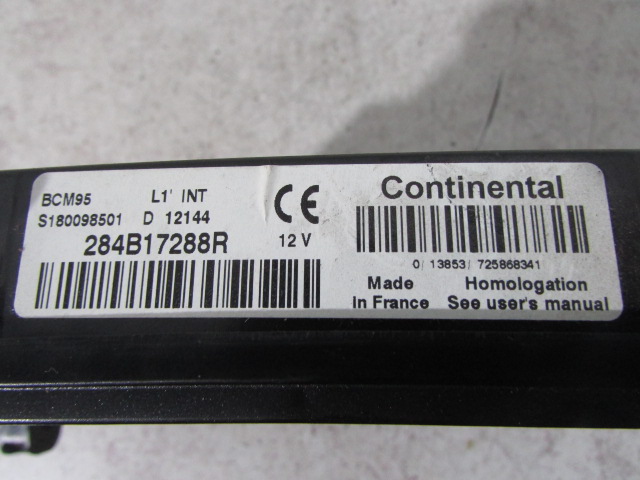 BCM95 L1' INT
S180098501 D 12144
284B17288R 12 V
CE
Continental
0/ 13853/ 725868341
Made in France
Homologation See user's manual